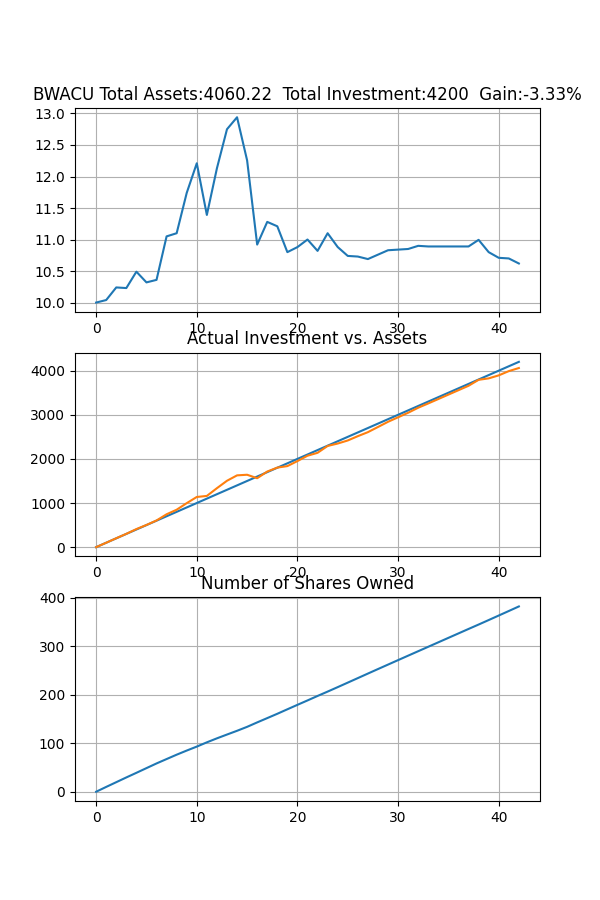 BWACU Total Assets:4060.22 Total Investment:4200 Gain:-3.33%
13.0
12.5
12.0
11.5
11.0
10.5
10.0
0 10 20 30 40
Actual Investment vs. Assets
4000
3000
2000
1000
0
0 10 20 30 40
Number of Shares Owned
400
300
200
100
0
0 10 20 30 40